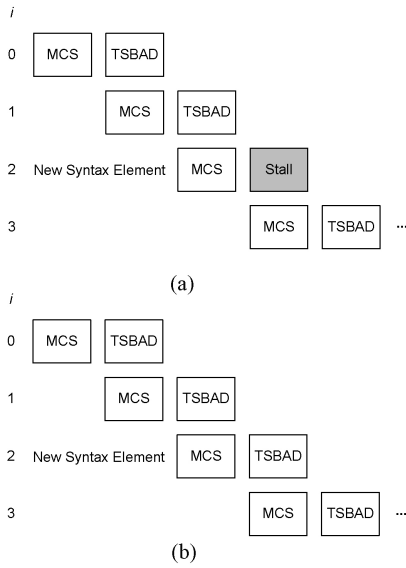 i
0 MCS TSBAD
1 MCS TSBAD
2 New Syntax Element MCS Stall
3 MCS TSBAD ...
(a)
i
0 MCS TSBAD
1 MCS TSBAD
2 New Syntax Element MCS TSBAD
3 MCS TSBAD ...
(b)